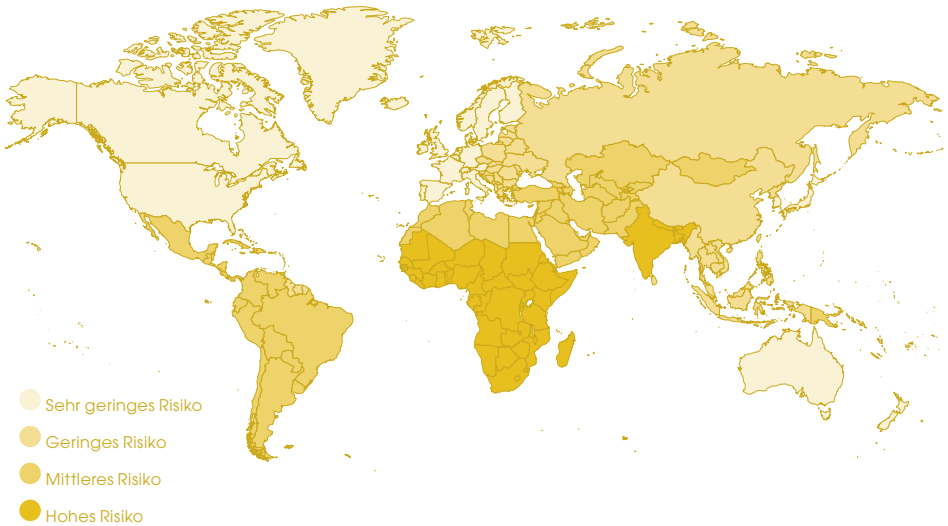 Sehr geringes Risiko
Geringes Risiko
Mittleres Risiko
Hohes Risiko